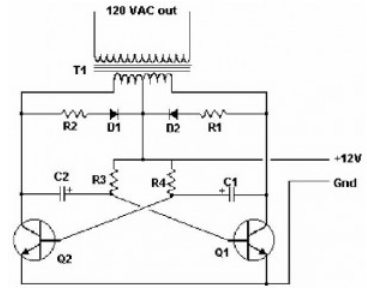 120 VAC out
T1
R2 D1 D2 R1
+12V
C2 + R3 R4 + C1
Gnd
Q2 Q1